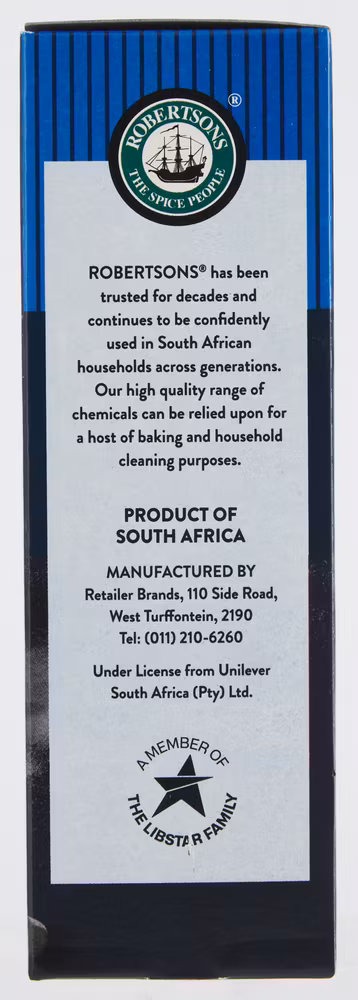 ROBERTSONS ®
THE SPICE PEOPLE
ROBERTSONS® has been
trusted for decades and
continues to be confidently
used in South African
households across generations.
Our high quality range of
chemicals can be relied upon for
a host of baking and household
cleaning purposes.
PRODUCT OF
SOUTH AFRICA
MANUFACTURED BY
Retailer Brands, 110 Side Road,
West Turffontein, 2190
Tel: (011) 210-6260
Under License from Unilever
South Africa (Pty) Ltd.
A MEMBER OF
THE LIBSTAR FAMILY